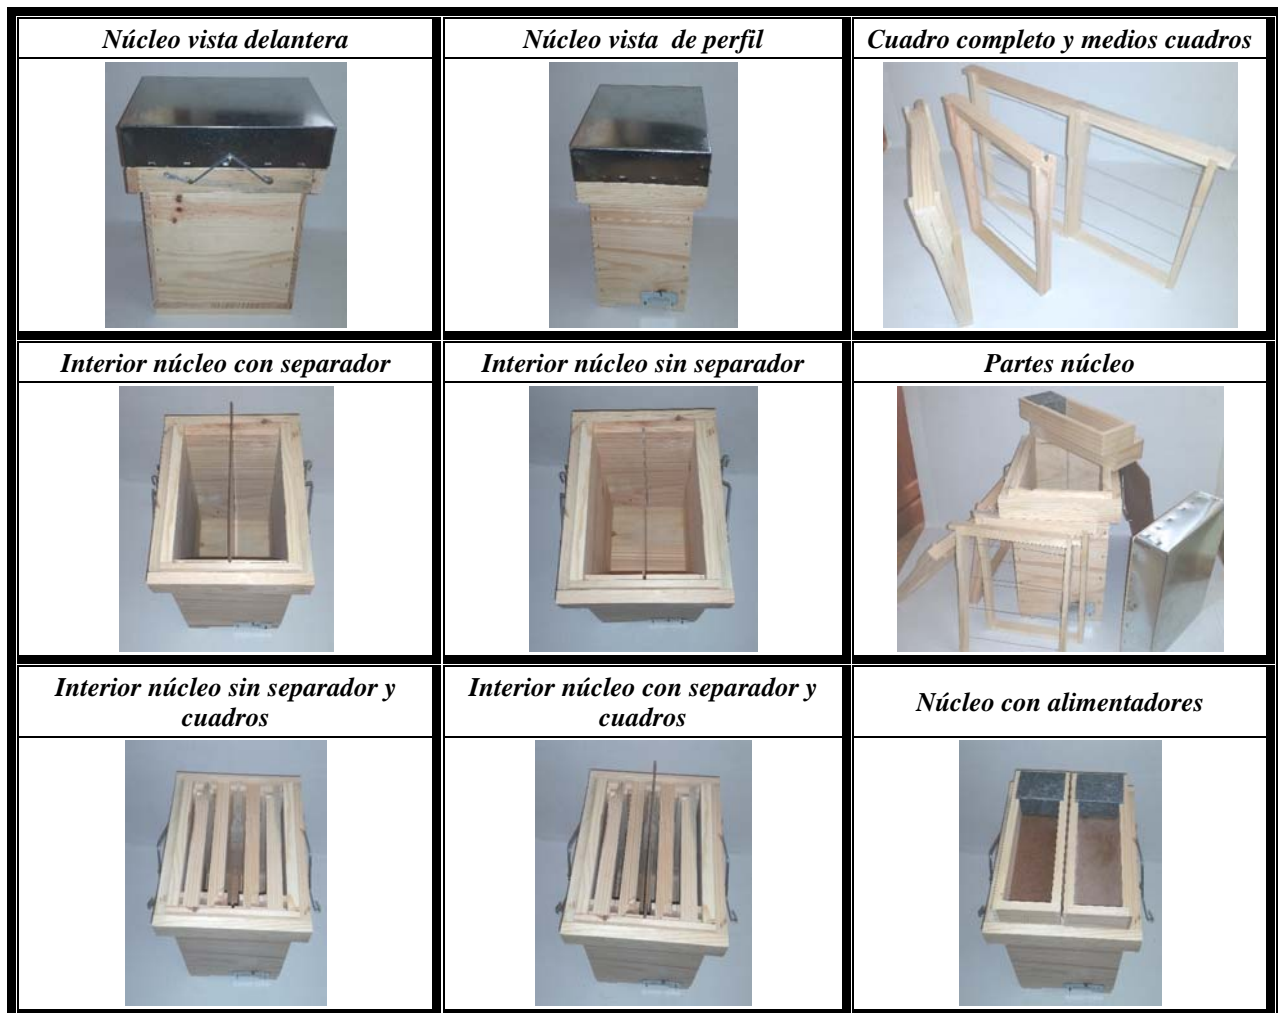 Núcleo vista delantera
Núcleo vista de perfil
Cuadro completo y medios cuadros
Interior núcleo con separador
Interior núcleo sin separador
Partes núcleo
Interior núcleo sin separador y
cuadros
Interior núcleo con separador y
cuadros
Núcleo con alimentadores